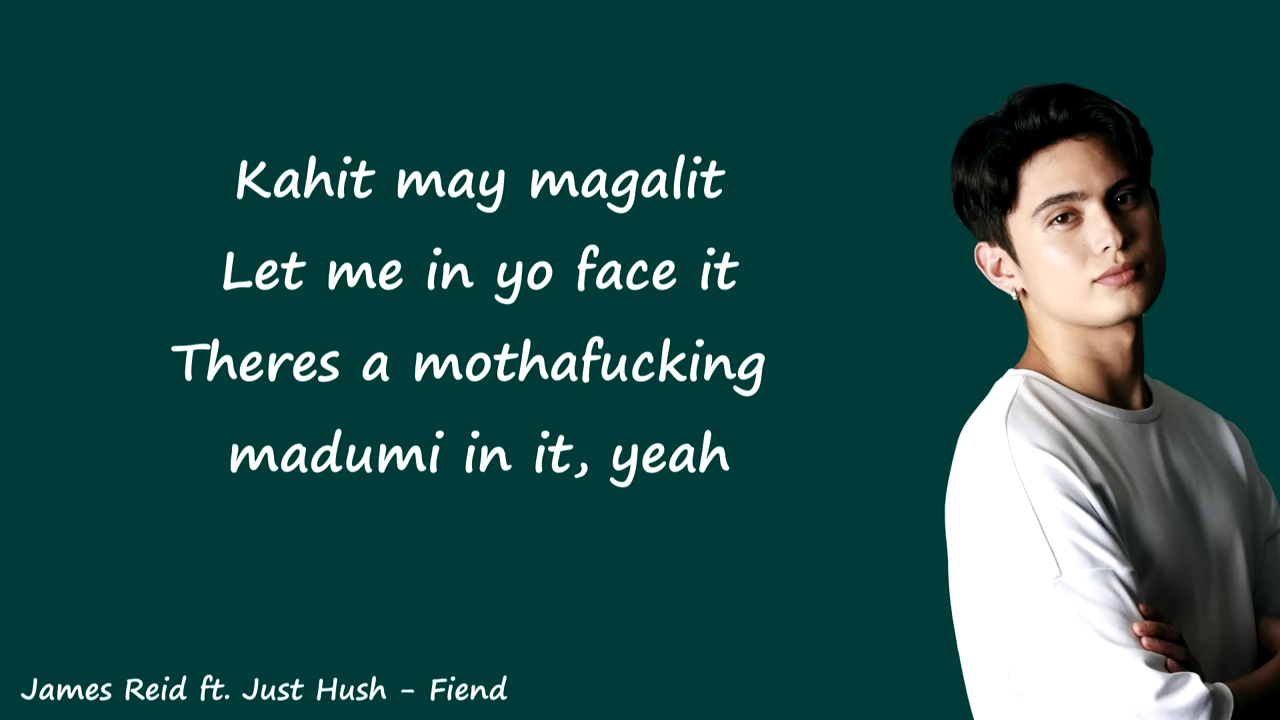 Kahit may magalit
Let me in yo face it
Theres a mothafucking
madumi in it, yeah
James Reid ft. Just Hush - Fiend